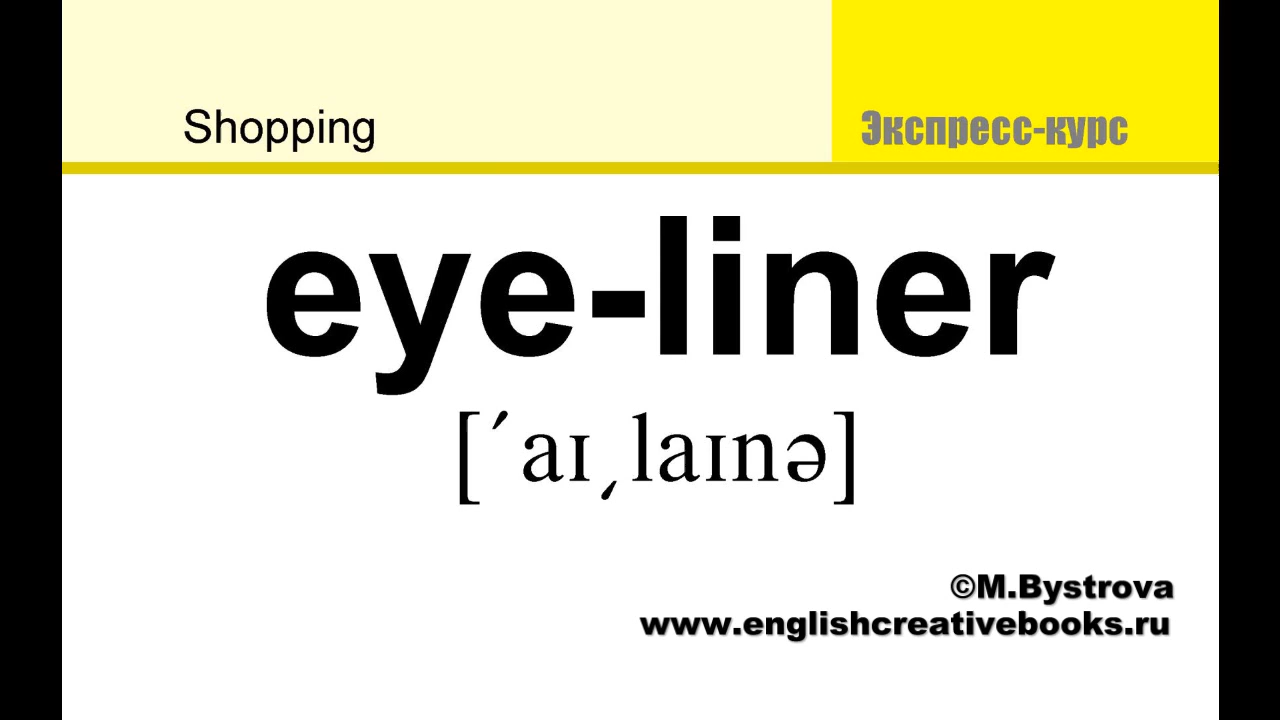 Shopping
Экспресс-курс
eye-liner
[ˊaɪˏlaɪnə]
©M.Bystrova
www.englishcreativebooks.ru